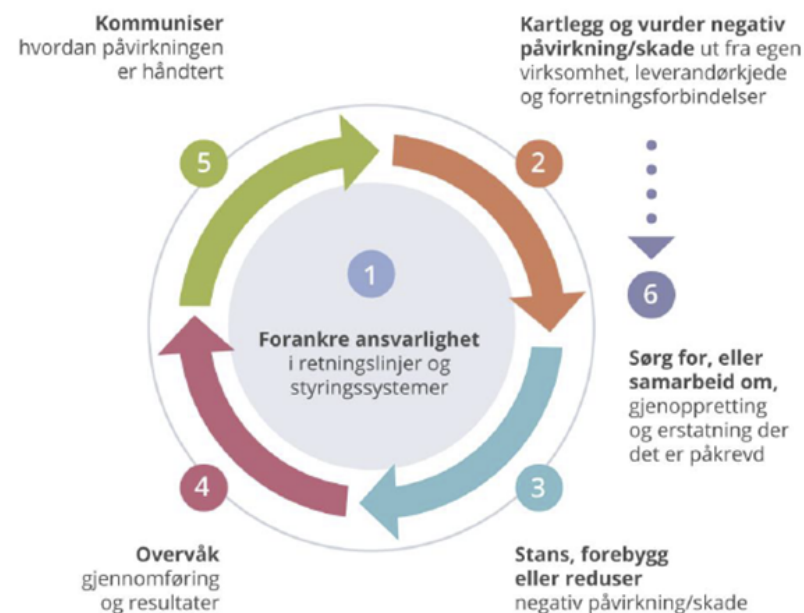 1
Forankre ansvarlighet
i retningslinjer og
styringssystemer
2
Kartlegg og vurder negativ
påvirkning/skade ut fra egen
virksomhet, leverandørkjede
og forretningsforbindelser
3
Stans, forebygg
eller reduser
negativ påvirkning/skade
4
Overvåk
gjennomføring
og resultater
5
Kommuniser
hvordan påvirkningen
er håndtert
6
Sørg for, eller
samarbeid om,
gjenoppretting
og erstatning der
det er påkrevd